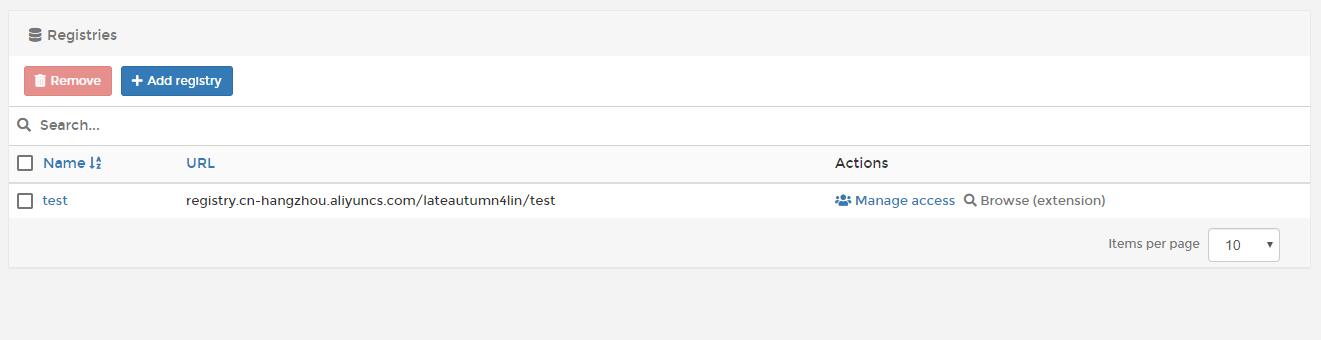 Registries
Remove Add registry
Search...
Name URL Actions
test registry.cn-hangzhou.aliyuncs.com/lateautumn4lin/test Manage access Browse (extension)
Items per page 10